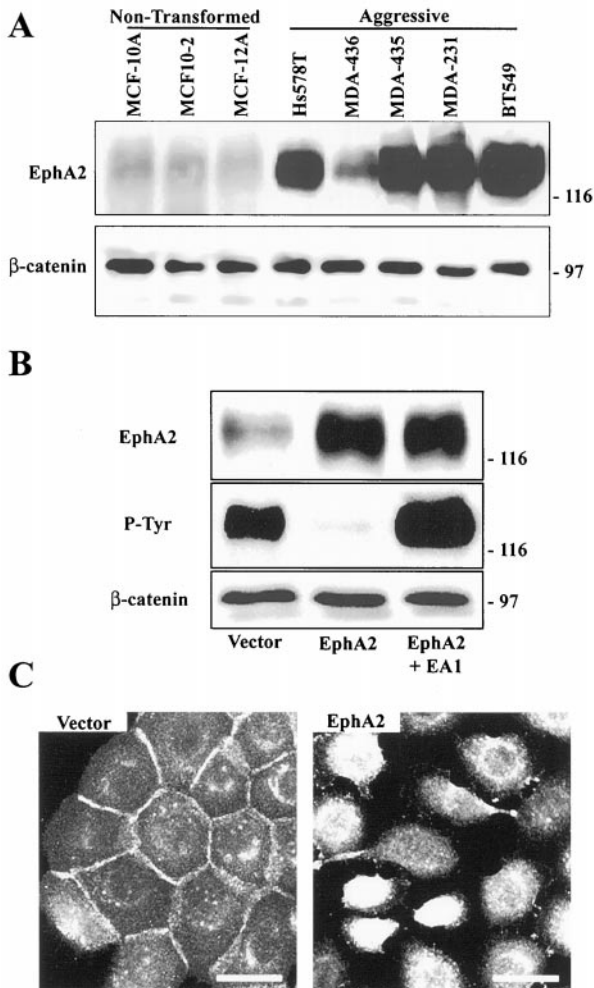 A
Non-Transformed
Aggressive
MCF-10A
MCF10-2
MCF-12A
Hs578T
MDA-436
MDA-435
MDA-231
BT549
EphA2
- 116
β-catenin
- 97
B
EphA2
- 116
P-Tyr
- 116
β-catenin
- 97
Vector
EphA2
EphA2
+ EA1
C
Vector
EphA2